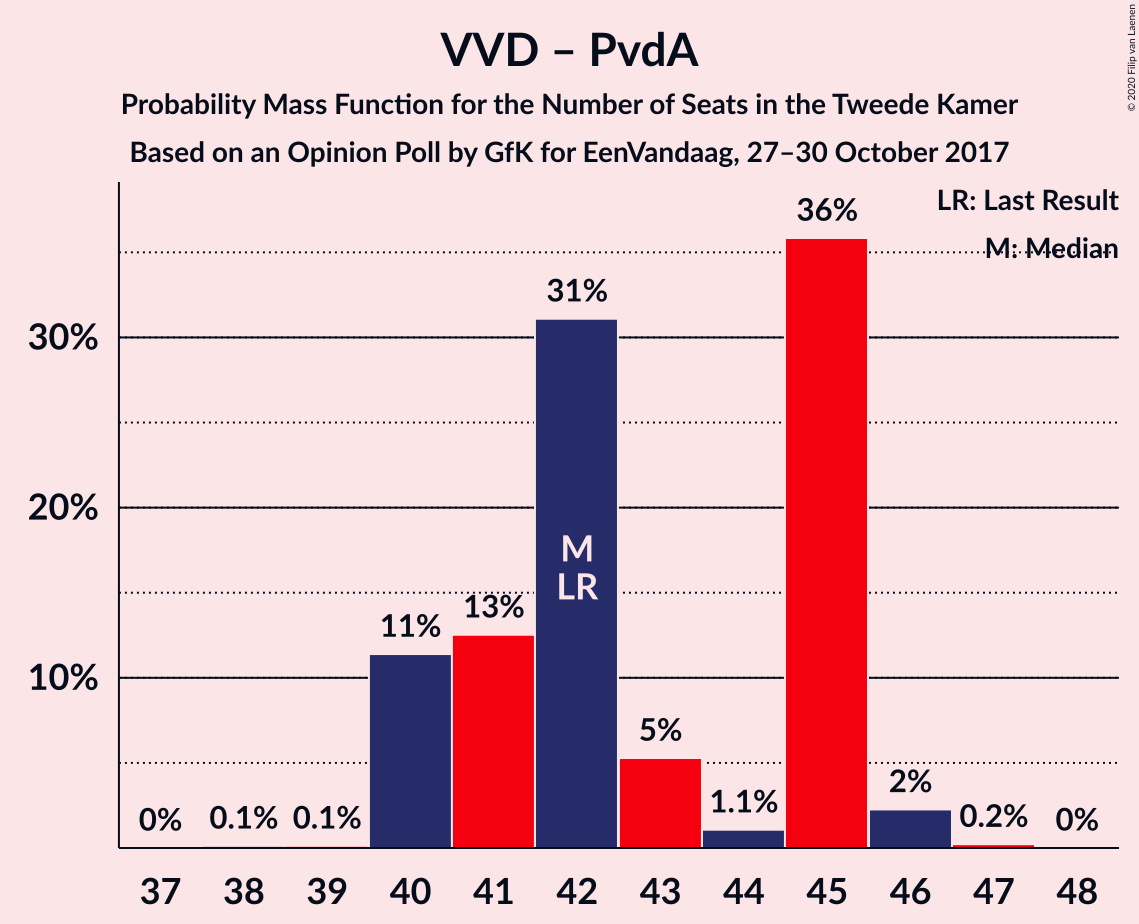 VVD – PvdA
Probability Mass Function for the Number of Seats in the Tweede Kamer
Based on an Opinion Poll by GfK for EenVandaag, 27–30 October 2017
© 2020 Filip van Laenen
LR: Last Result
M: Median
36%
31%
30%
20%
M
LR
13%
11%
10%
5%
2%
1.1%
0% 0.1% 0.1% 0.2% 0%
37 38 39 40 41 42 43 44 45 46 47 48